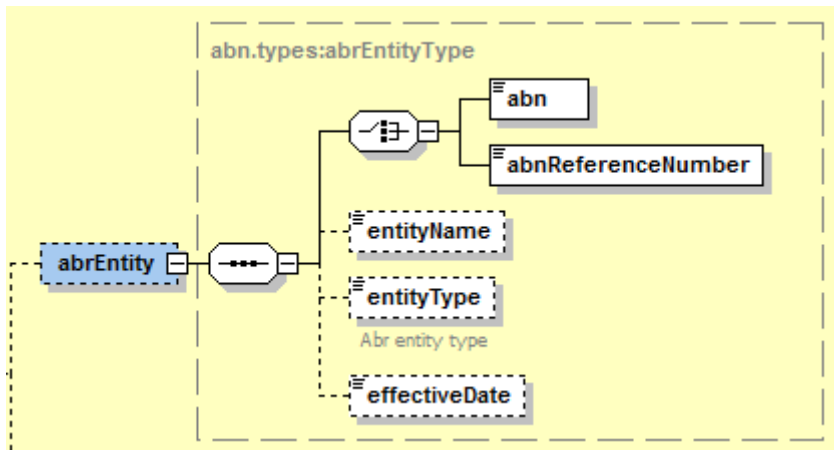 abn.types:abrEntityType
abn
abnReferenceNumber
entityName
abrEntity
entityType
Abr entity type
effectiveDate